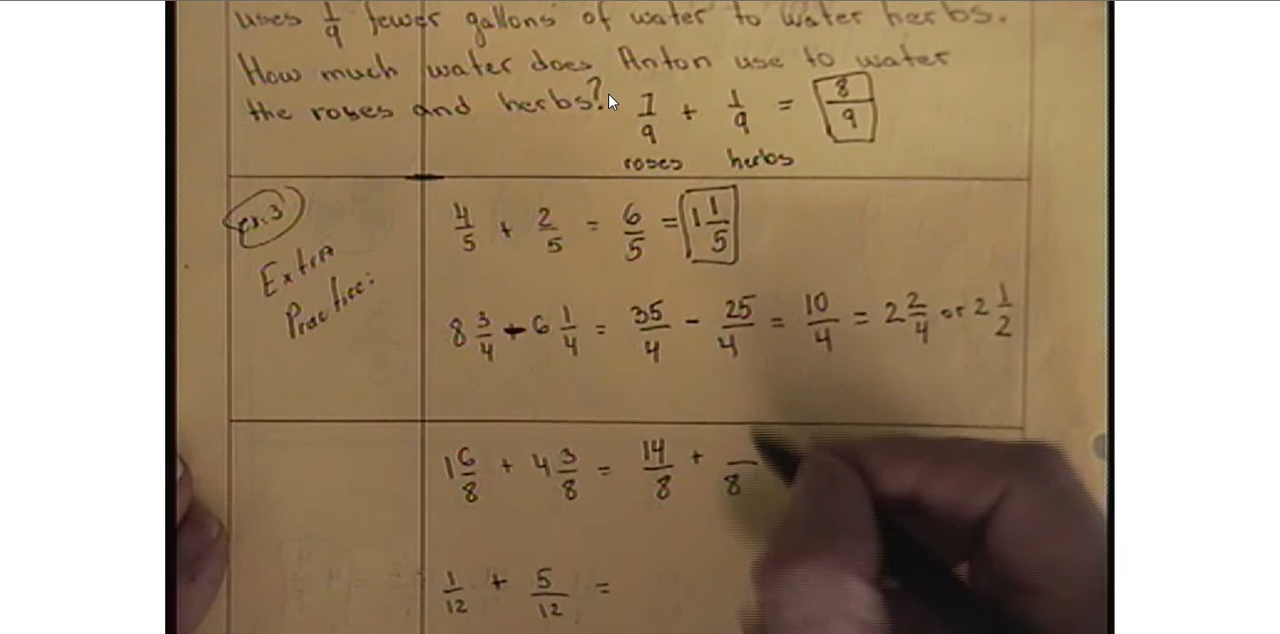 uses 1/9 fewer gallons of water to water herbs.
How much water does Anton use to water
the roses and herbs? 7/9 + 1/9 = 8/9
roses herbs
ex. 3
Extra
Practice:
4/5 + 2/5 = 6/5 = 1 1/5
8 3/4 - 6 1/4 = 35/4 - 25/4 = 10/4 = 2 2/4 or 2 1/2
1 6/8 + 4 3/8 = 14/8 + /8
1/12 + 5/12 =